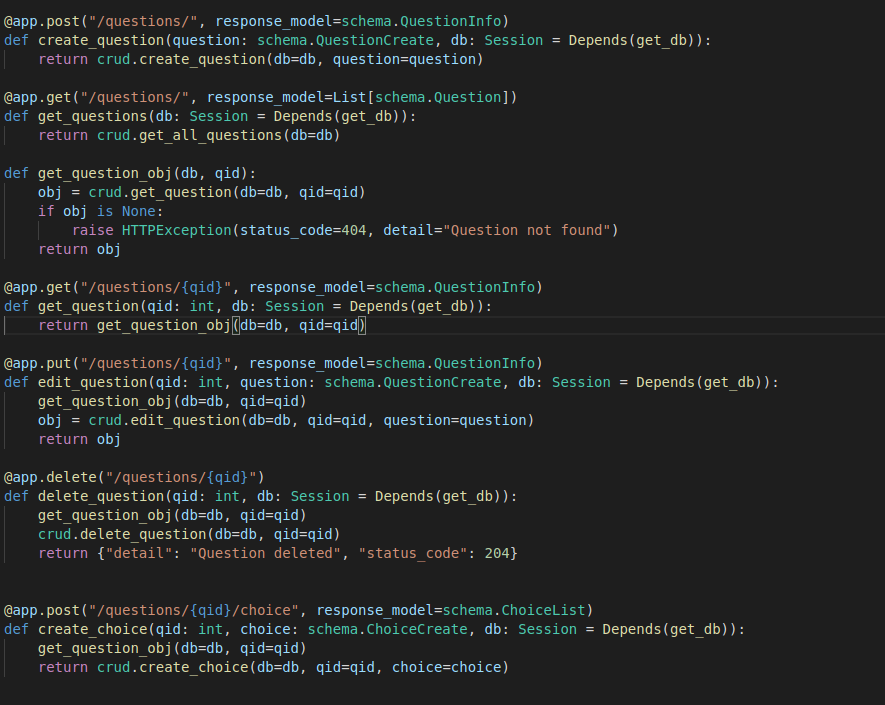 @app.post("/questions/", response_model=schema.QuestionInfo)
def create_question(question: schema.QuestionCreate, db: Session = Depends(get_db)):
    return crud.create_question(db=db, question=question)

@app.get("/questions/", response_model=List[schema.Question])
def get_questions(db: Session = Depends(get_db)):
    return crud.get_all_questions(db=db)

def get_question_obj(db, qid):
    obj = crud.get_question(db=db, qid=qid)
    if obj is None:
        raise HTTPException(status_code=404, detail="Question not found")
    return obj

@app.get("/questions/{qid}", response_model=schema.QuestionInfo)
def get_question(qid: int, db: Session = Depends(get_db)):
    return get_question_obj(db=db, qid=qid)

@app.put("/questions/{qid}", response_model=schema.QuestionInfo)
def edit_question(qid: int, question: schema.QuestionCreate, db: Session = Depends(get_db)):
    get_question_obj(db=db, qid=qid)
    obj = crud.edit_question(db=db, qid=qid, question=question)
    return obj

@app.delete("/questions/{qid}")
def delete_question(qid: int, db: Session = Depends(get_db)):
    get_question_obj(db=db, qid=qid)
    crud.delete_question(db=db, qid=qid)
    return {"detail": "Question deleted", "status_code": 204}


@app.post("/questions/{qid}/choice", response_model=schema.ChoiceList)
def create_choice(qid: int, choice: schema.ChoiceCreate, db: Session = Depends(get_db)):
    get_question_obj(db=db, qid=qid)
    return crud.create_choice(db=db, qid=qid, choice=choice)